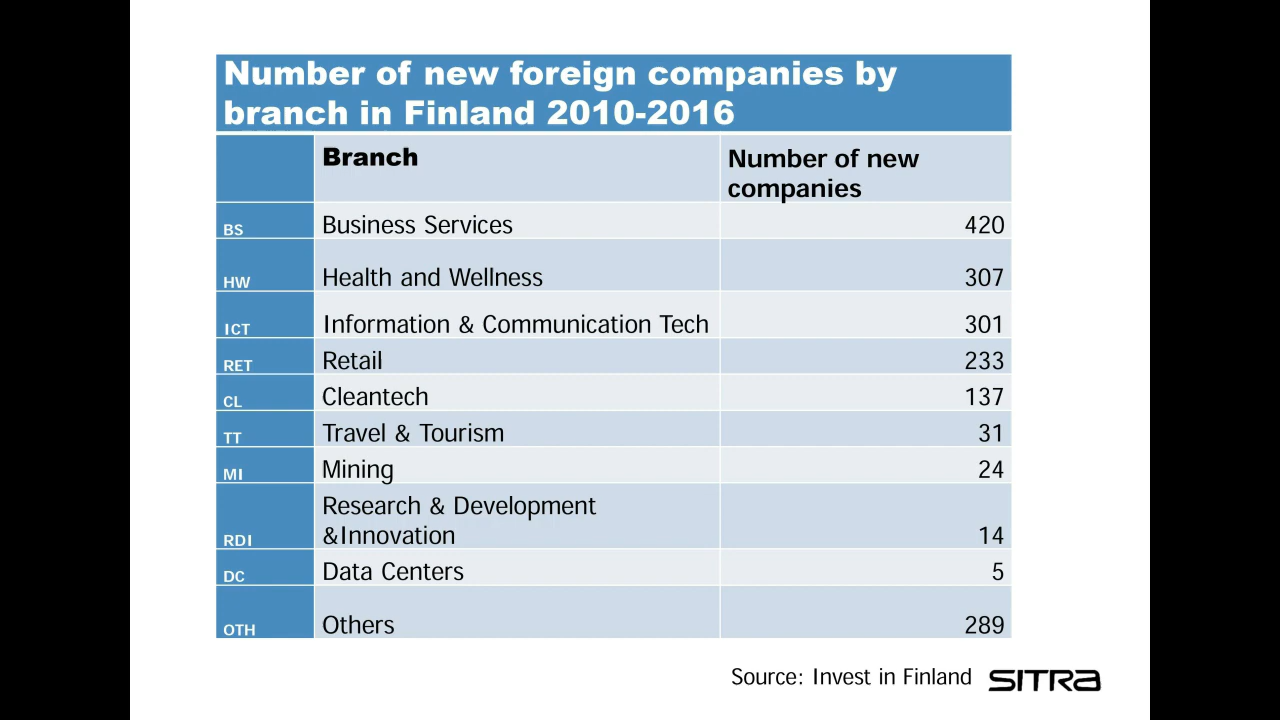 Number of new foreign companies by
branch in Finland 2010-2016
Branch
Number of new
companies
BS Business Services 420
HW Health and Wellness 307
ICT Information & Communication Tech 301
RET Retail 233
CL Cleantech 137
TT Travel & Tourism 31
MI Mining 24
Research & Development
RDI &Innovation 14
DC Data Centers 5
OTH Others 289
Source: Invest in Finland SITRA